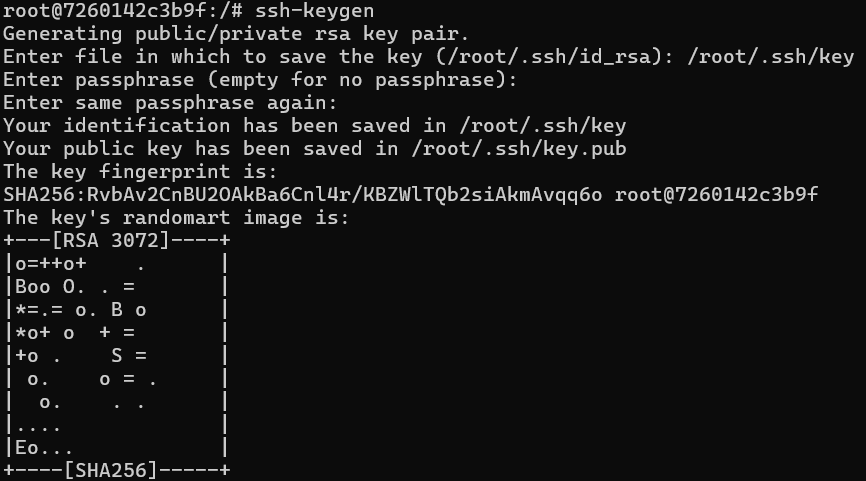 root@7260142c3b9f:/# ssh-keygen
Generating public/private rsa key pair.
Enter file in which to save the key (/root/.ssh/id_rsa): /root/.ssh/key
Enter passphrase (empty for no passphrase):
Enter same passphrase again:
Your identification has been saved in /root/.ssh/key
Your public key has been saved in /root/.ssh/key.pub
The key fingerprint is:
SHA256:RvbAv2CnBU2OAkBa6Cnl4r/KBZWlTQb2siAkmAvqq6o root@7260142c3b9f
The key's randomart image is:
+---[RSA 3072]----+
|o=++o+    .      |
|Boo O. . =       |
|*=.= o. B o      |
|*o+ o  + =       |
|+o .    S =      |
| o.    o = .     |
|  o.    . .      |
|....             |
|Eo...            |
+----[SHA256]-----+